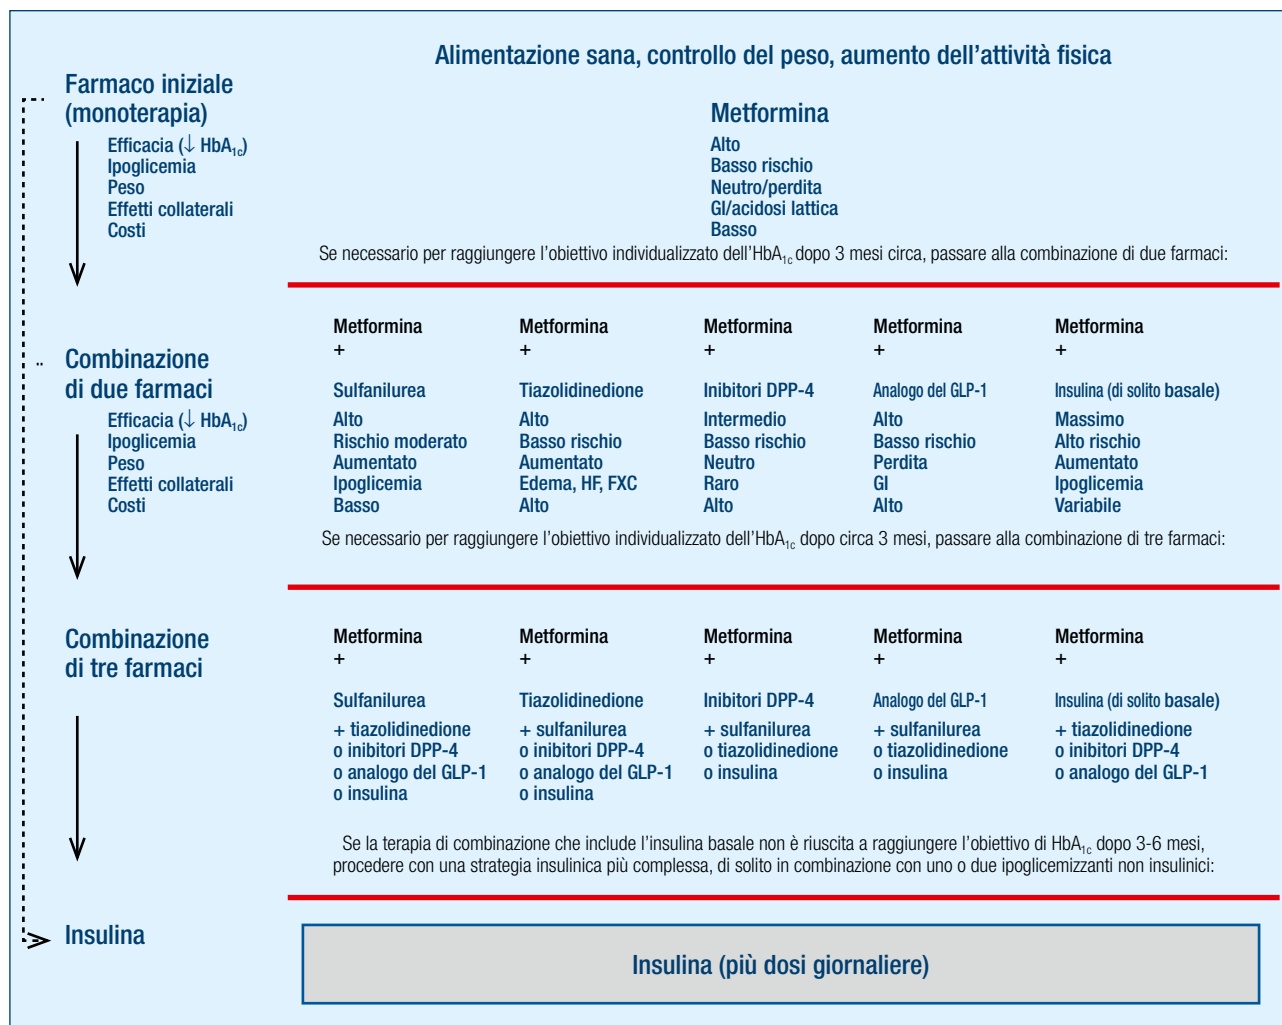 Alimentazione sana, controllo del peso, aumento dell’attività fisica
Farmaco iniziale
(monoterapia)
Metformina
Efficacia (↓ HbA1c) Alto
Ipoglicemia Basso rischio
Peso Neutro/perdita
Effetti collaterali GI/acidosi lattica
Costi Basso
Se necessario per raggiungere l’obiettivo individualizzato dell’HbA1c dopo 3 mesi circa, passare alla combinazione di due farmaci:
Metformina Metformina Metformina Metformina Metformina
+ + + + +
Combinazione
di due farmaci
Sulfanilurea Tiazolidinedione Inibitori DPP-4 Analogo del GLP-1 Insulina (di solito basale)
Efficacia (↓ HbA1c) Alto Alto Intermedio Alto Massimo
Ipoglicemia Rischio moderato Basso rischio Basso rischio Basso rischio Alto rischio
Peso Aumentato Aumentato Neutro Perdita Aumentato
Effetti collaterali Ipoglicemia Edema, HF, FXC Raro GI Ipoglicemia
Costi Basso Alto Alto Alto Variabile
Se necessario per raggiungere l’obiettivo individualizzato dell’HbA1c dopo circa 3 mesi, passare alla combinazione di tre farmaci:
Combinazione
di tre farmaci
Metformina Metformina Metformina Metformina Metformina
+ + + + +
Sulfanilurea Tiazolidinedione Inibitori DPP-4 Analogo del GLP-1 Insulina (di solito basale)
+ tiazolidinedione + sulfanilurea + sulfanilurea + sulfanilurea + tiazolidinedione
o inibitori DPP-4 o inibitori DPP-4 o tiazolidinedione o tiazolidinedione o inibitori DPP-4
o analogo del GLP-1 o analogo del GLP-1 o insulina o insulina o analogo del GLP-1
o insulina o insulina
Se la terapia di combinazione che include l’insulina basale non è riuscita a raggiungere l’obiettivo di HbA1c dopo 3-6 mesi,
procedere con una strategia insulinica più complessa, di solito in combinazione con uno o due ipoglicemizzanti non insulinici:
Insulina
Insulina (più dosi giornaliere)